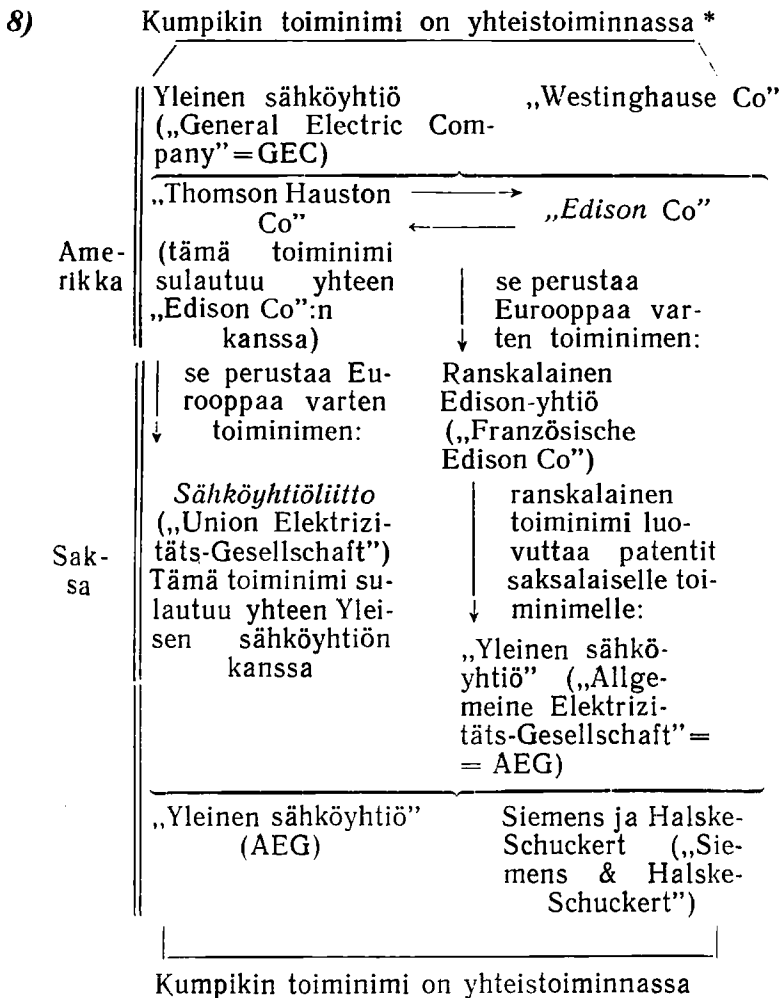 8) Kumpikin toiminimi on yhteistoiminnassa *
Yleinen sähköyhtiö
(„General Electric Com-
pany”=GEC)
„Westinghause Co”
Ame-
rikka
„Thomson Hauston
Co”
(tämä toiminimi
sulautuu yhteen
„Edison Co”:n
kanssa)
„Edison Co”
se perustaa
Eurooppaa var-
ten toiminimen:
Sak-
sa
se perustaa Eu-
rooppaa varten
toiminimen:
Ranskalainen
Edison-yhtiö
(„Französische
Edison Co”)
Sähköyhtiöliitto
(„Union Elektrizi-
täts-Gesellschaft”)
Tämä toiminimi su-
lautuu yhteen Ylei-
sen sähköyhtiön
kanssa
ranskalainen
toiminimi luo-
vuttaa patentit
saksalaiselle toi-
minimelle:
„Yleinen sähkö-
yhtiö” („Allge-
meine Elektrizi-
täts-Gesellschaft”=
= AEG)
„Yleinen sähköyhtiö”
(AEG)
Siemens ja Halske-
Schuckert („Sie-
mens & Halske-
Schuckert”)
Kumpikin toiminimi on yhteistoiminnassa